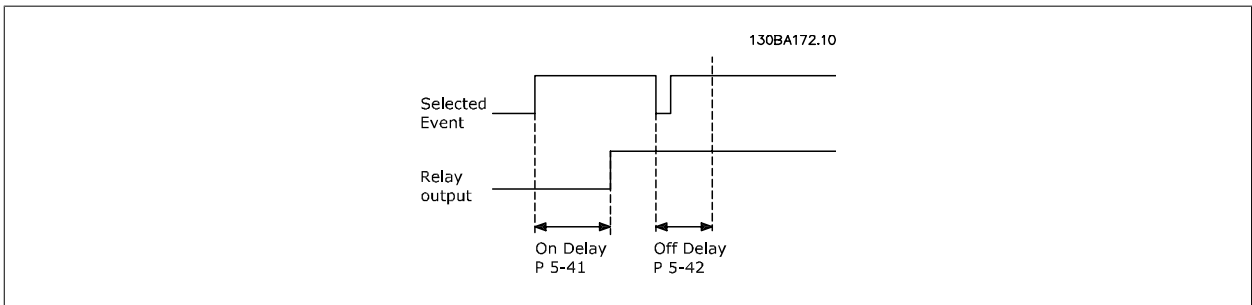 130BA172.10
Selected
Event
Relay
output
On Delay
P 5-41
Off Delay
P 5-42